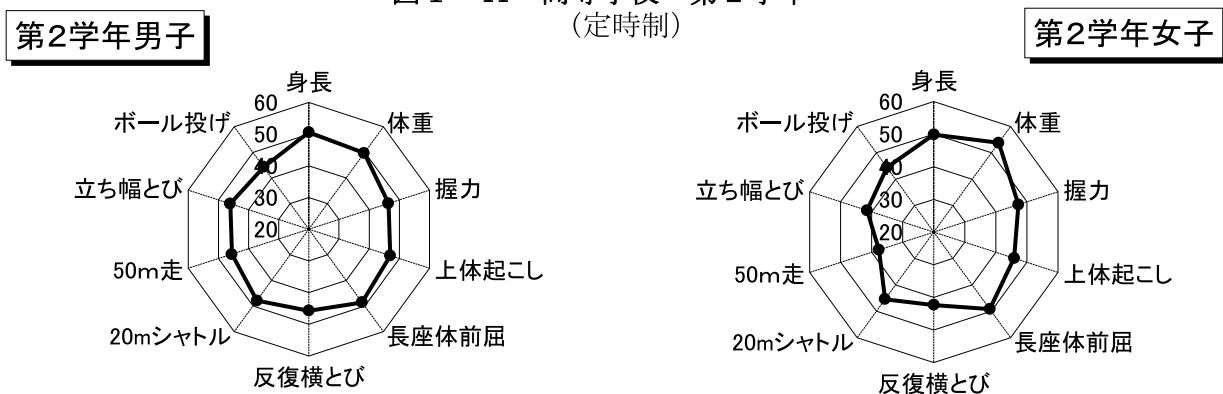 (定時制)
第2学年男子
身長
体重
握力
上体起こし
長座体前屈
反復横とび
20mシャトル
50m走
立ち幅とび
ボール投げ
60
50
40
30
20
第2学年女子
身長
体重
握力
上体起こし
長座体前屈
反復横とび
20mシャトル
50m走
立ち幅とび
ボール投げ
60
50
40
30
20